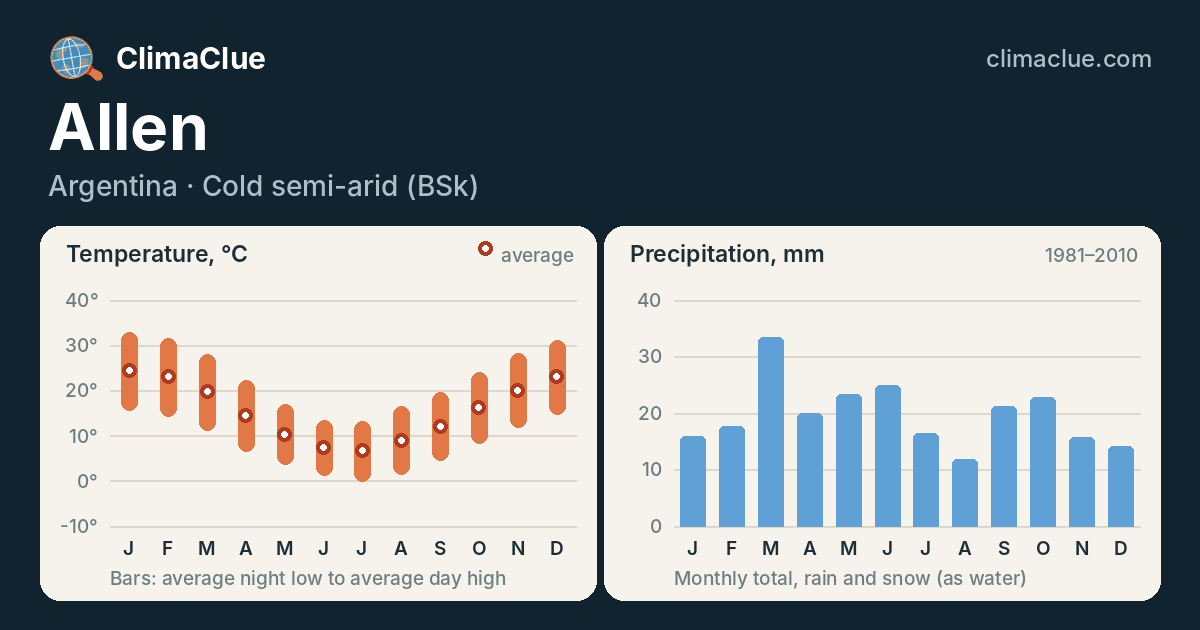 ClimaClue
climaclue.com
Allen
Argentina · Cold semi-arid (BSk)
Temperature, °C
average
40°
30°
20°
10°
0°
-10°
J F M A M J J A S O N D
Bars: average night low to average day high
Precipitation, mm
1981–2010
40
30
20
10
0
J F M A M J J A S O N D
Monthly total, rain and snow (as water)